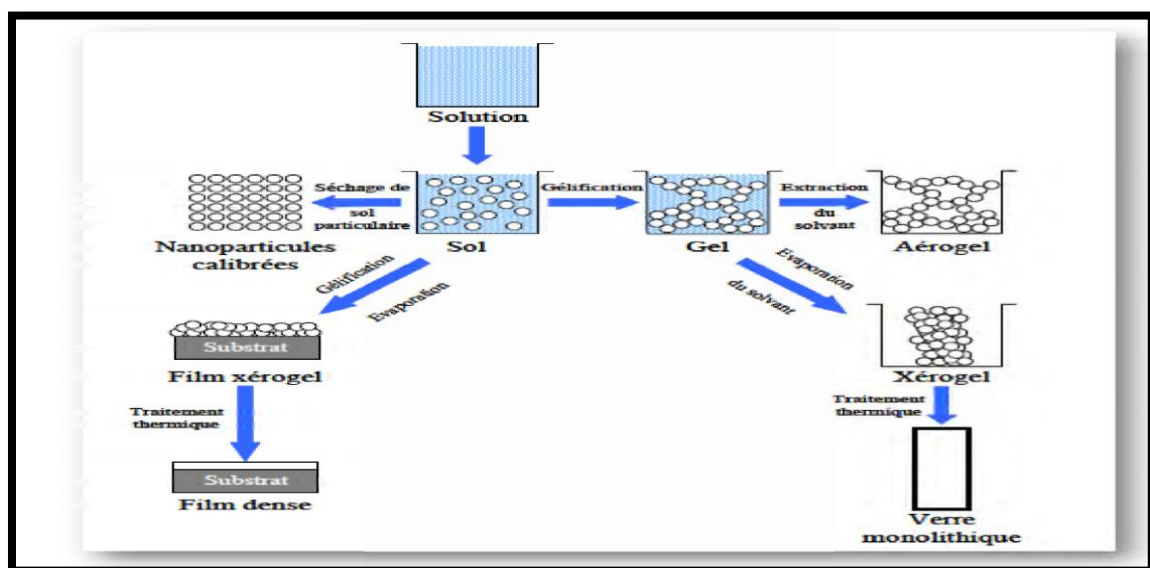 Solution
Séchage de
sol
particulaire
Gélification
Extraction
du
solvant
Nanoparticules
calibrées
Sol
Gel
Aérogel
Gélification
Evaporation
Evaporation
du solvant
Substrat
Film xérogel
Xérogel
Traitement
thermique
Traitement
thermique
Substrat
Film dense
Verre
monolithique